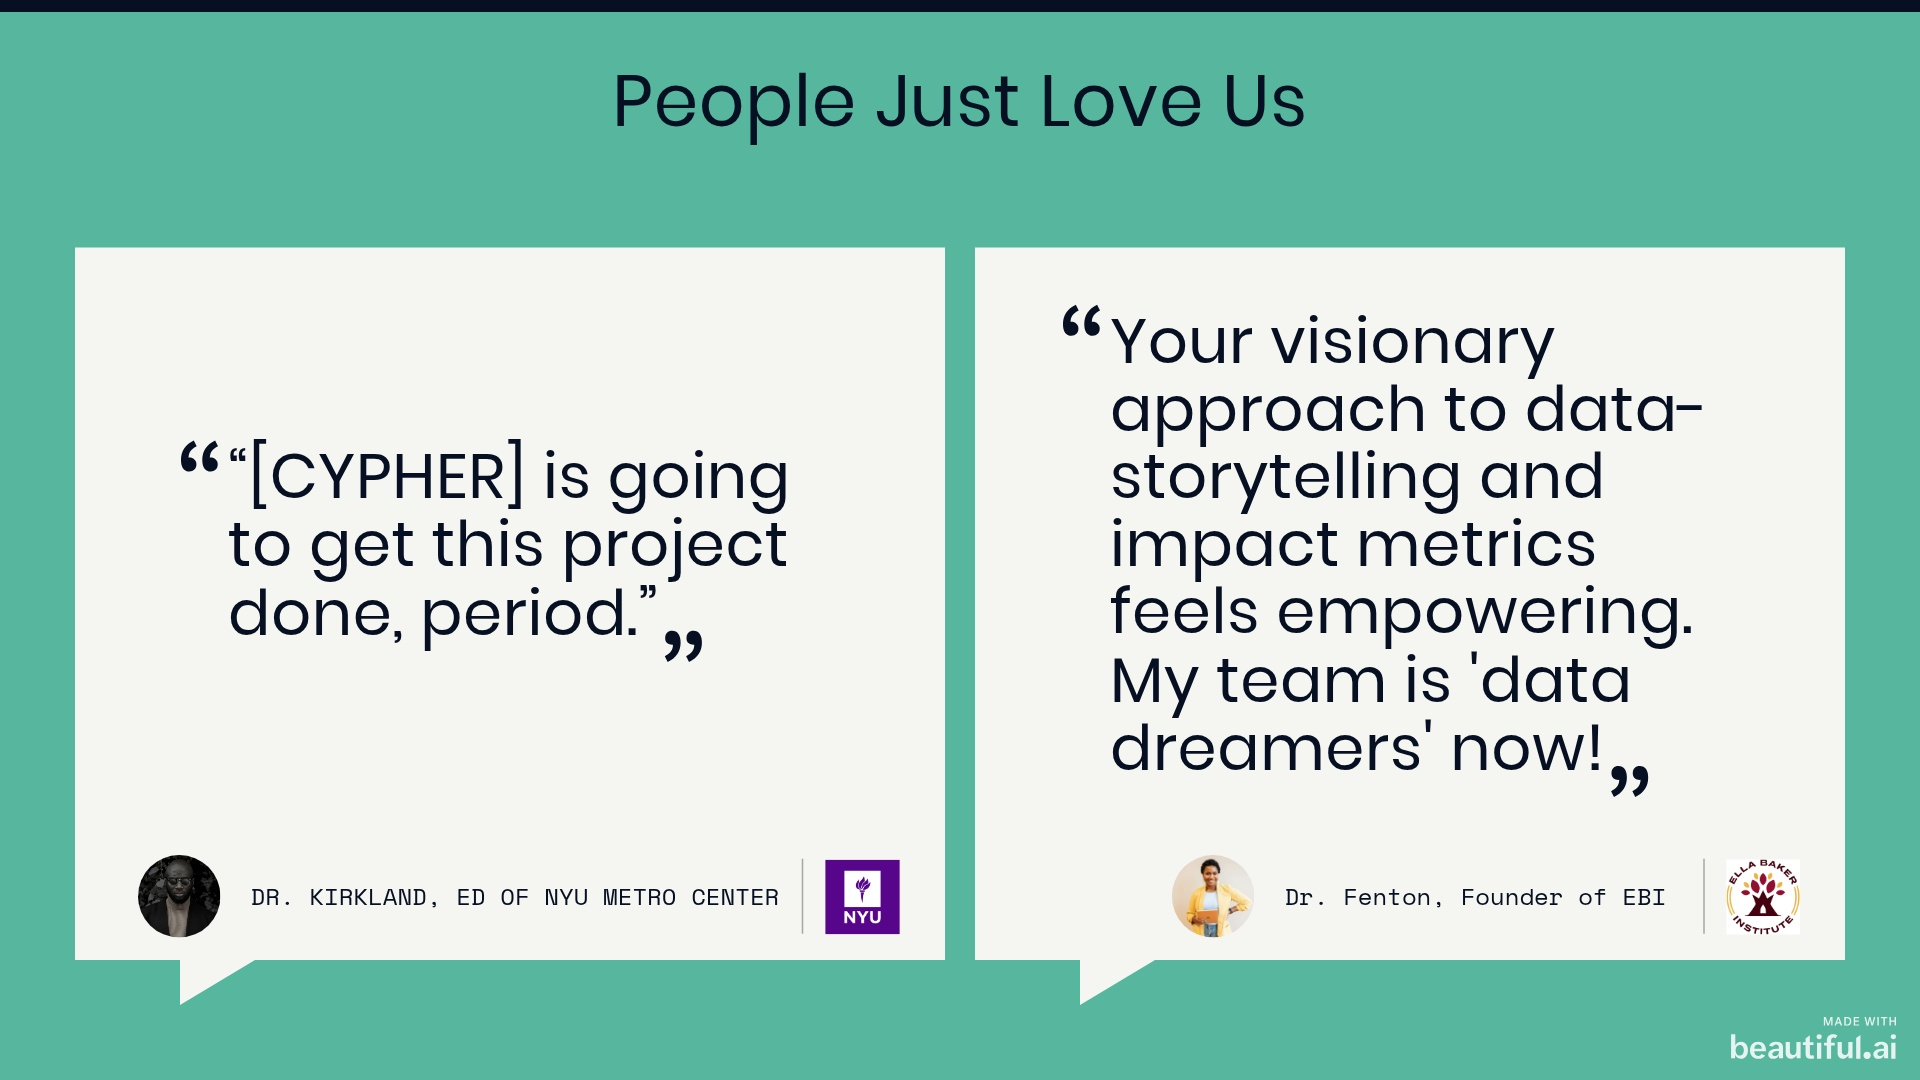 People Just Love Us
“ “[CYPHER] is going
to get this project
done, period.” ”
DR. KIRKLAND, ED OF NYU METRO CENTER
NYU
“ Your visionary
approach to data-
storytelling and
impact metrics
feels empowering.
My team is 'data
dreamers' now! ”
Dr. Fenton, Founder of EBI
ELLA BAKER
INSTITUTE
MADE WITH
beautiful.ai